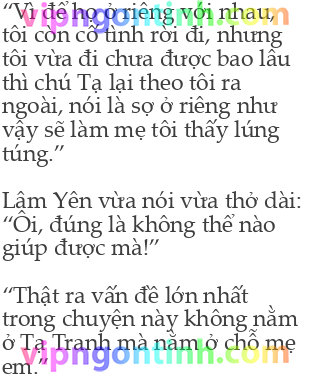 “Vì để họ ở riêng với nhau,
tôi còn cố tình rời đi, nhưng
tôi vừa đi chưa được bao lâu
thì chú Tạ lại theo tôi ra
ngoài, nói là sợ ở riêng như
vậy sẽ làm mẹ tôi thấy lúng
túng.”
Lâm Yên vừa nói vừa thở dài:
“Ôi, đúng là không thể nào
giúp được mà!”
“Thật ra vấn đề lớn nhất
trong chuyện này không nằm
ở Tạ Tranh mà nằm ở chỗ mẹ
em.”
vipngontinh.com
vipngontinh.com